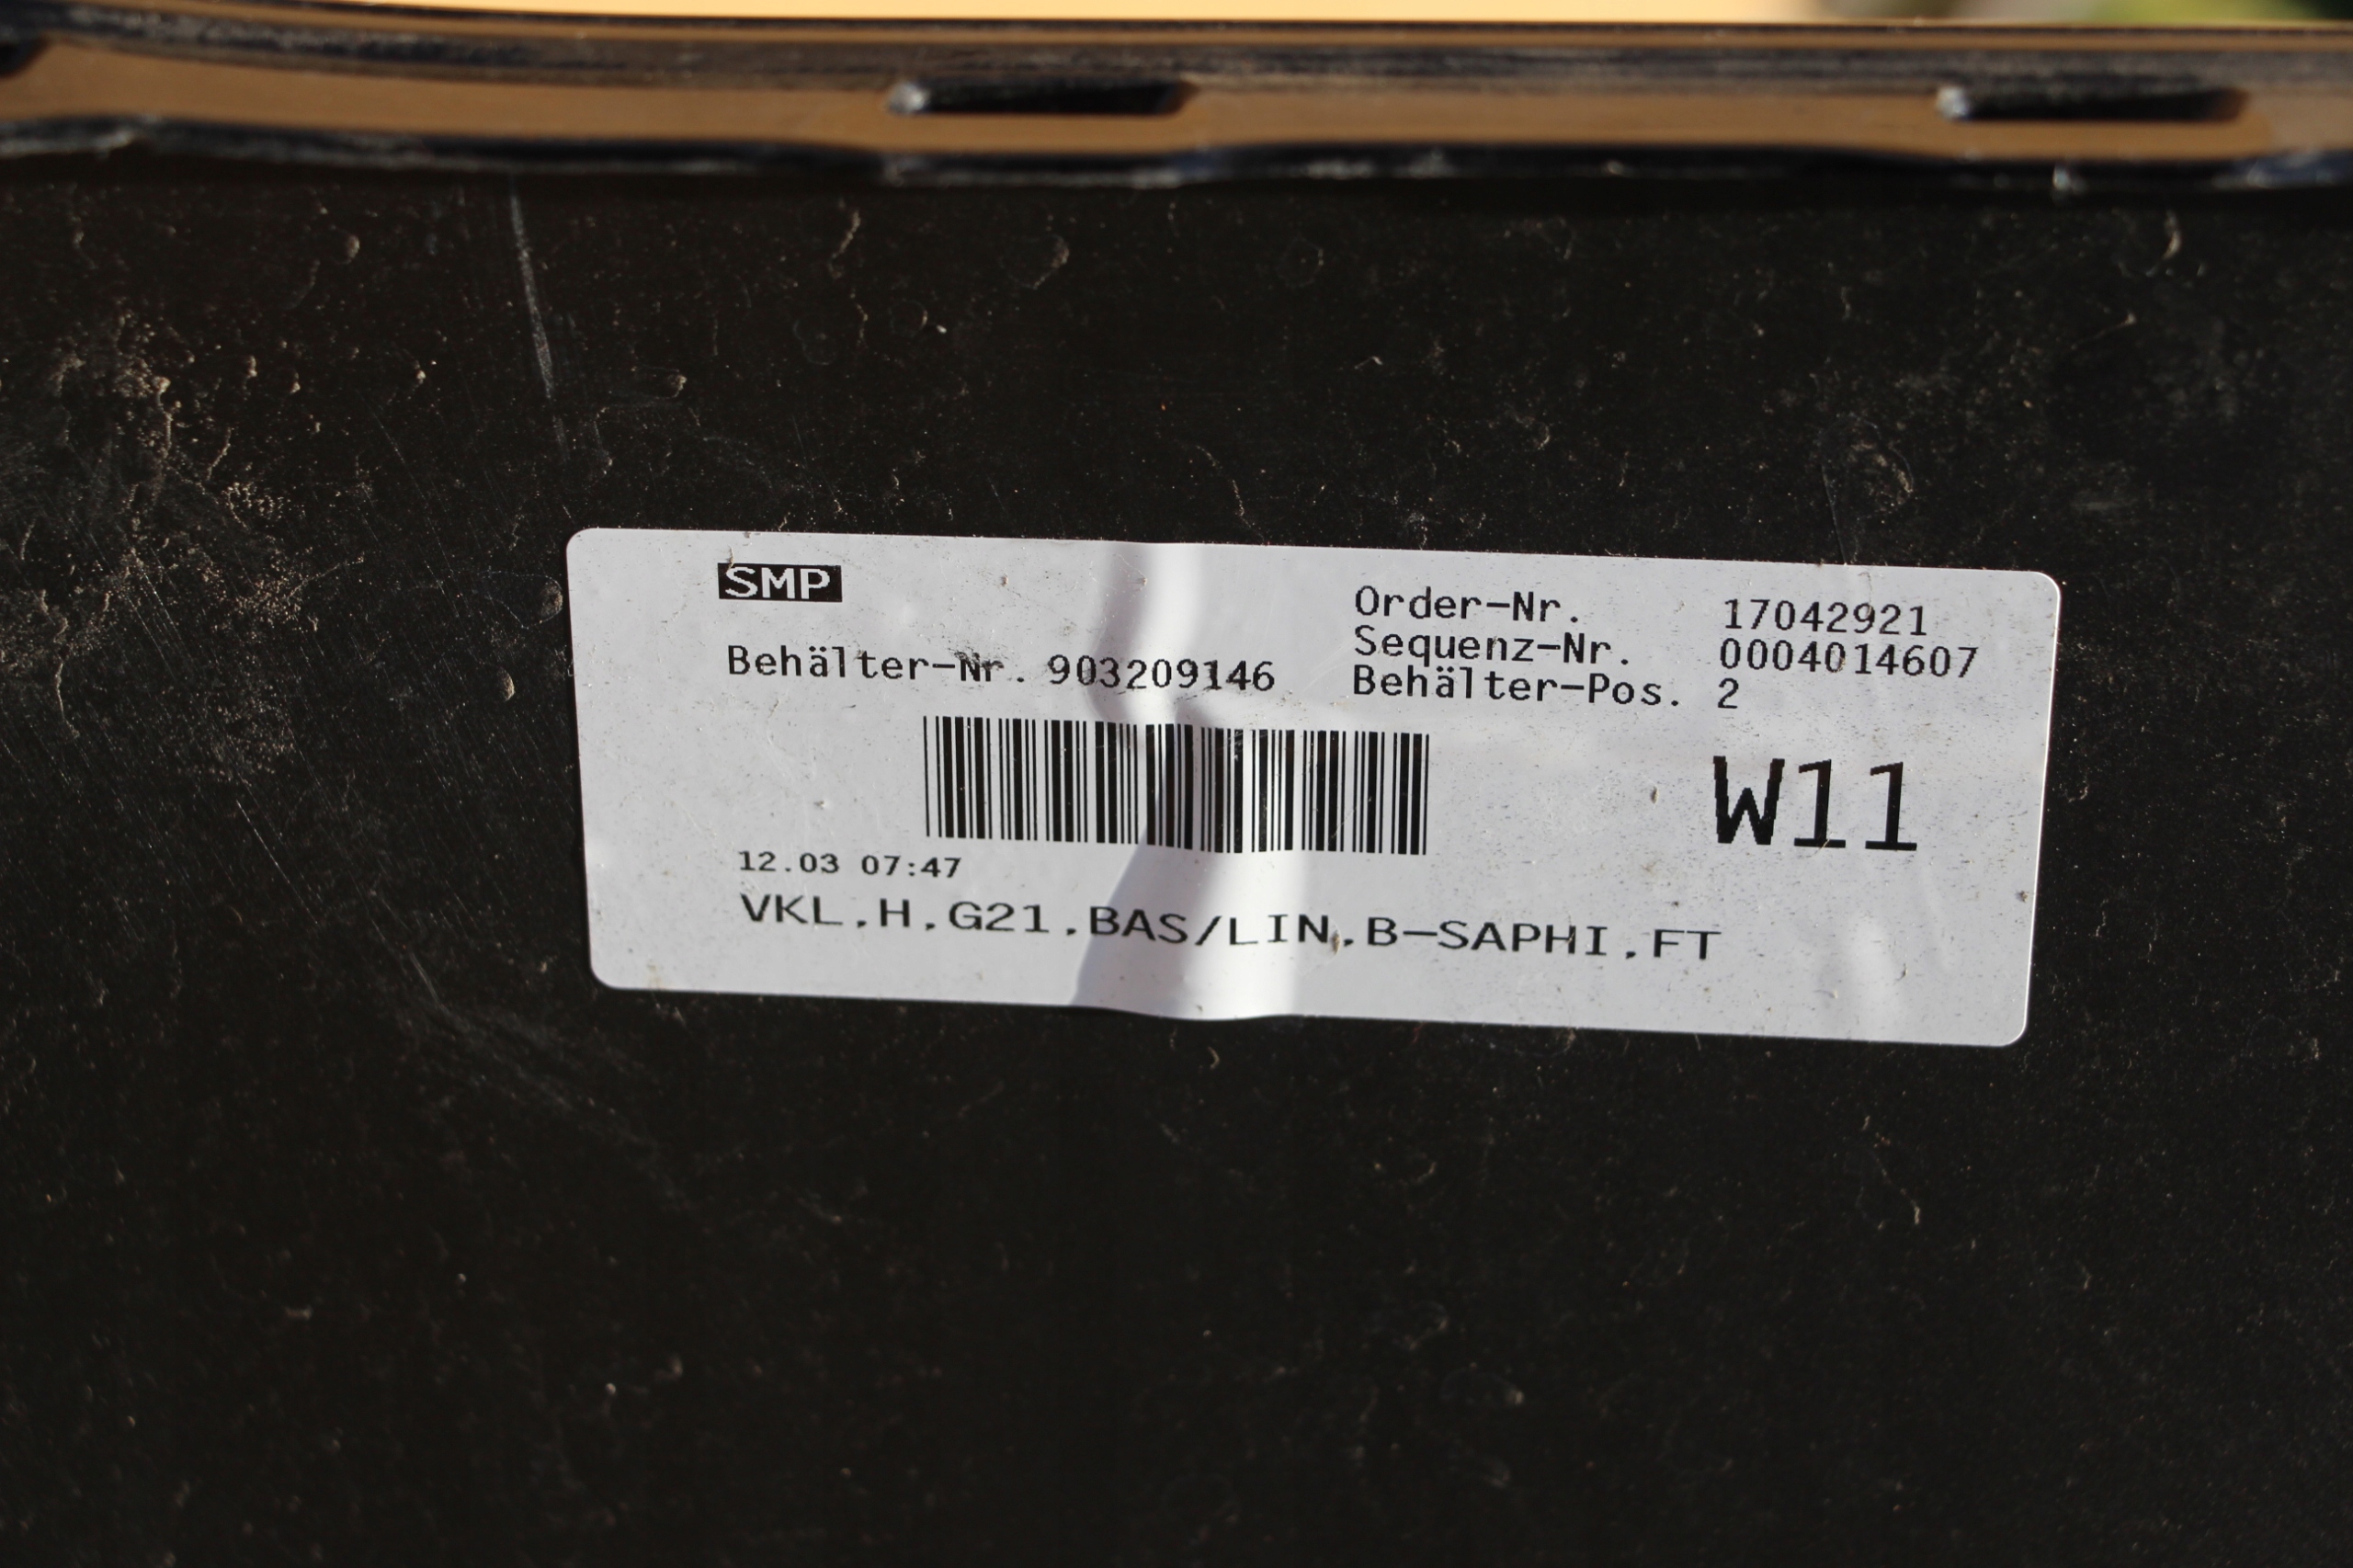 SMP
Order-Nr. 17042921
Sequenz-Nr. 0004014607
Behälter-Nr. 903209146
Behälter-Pos. 2
W11
12.03 07:47
VKL.H.G21.BAS/LIN.B-SAPHI.FT